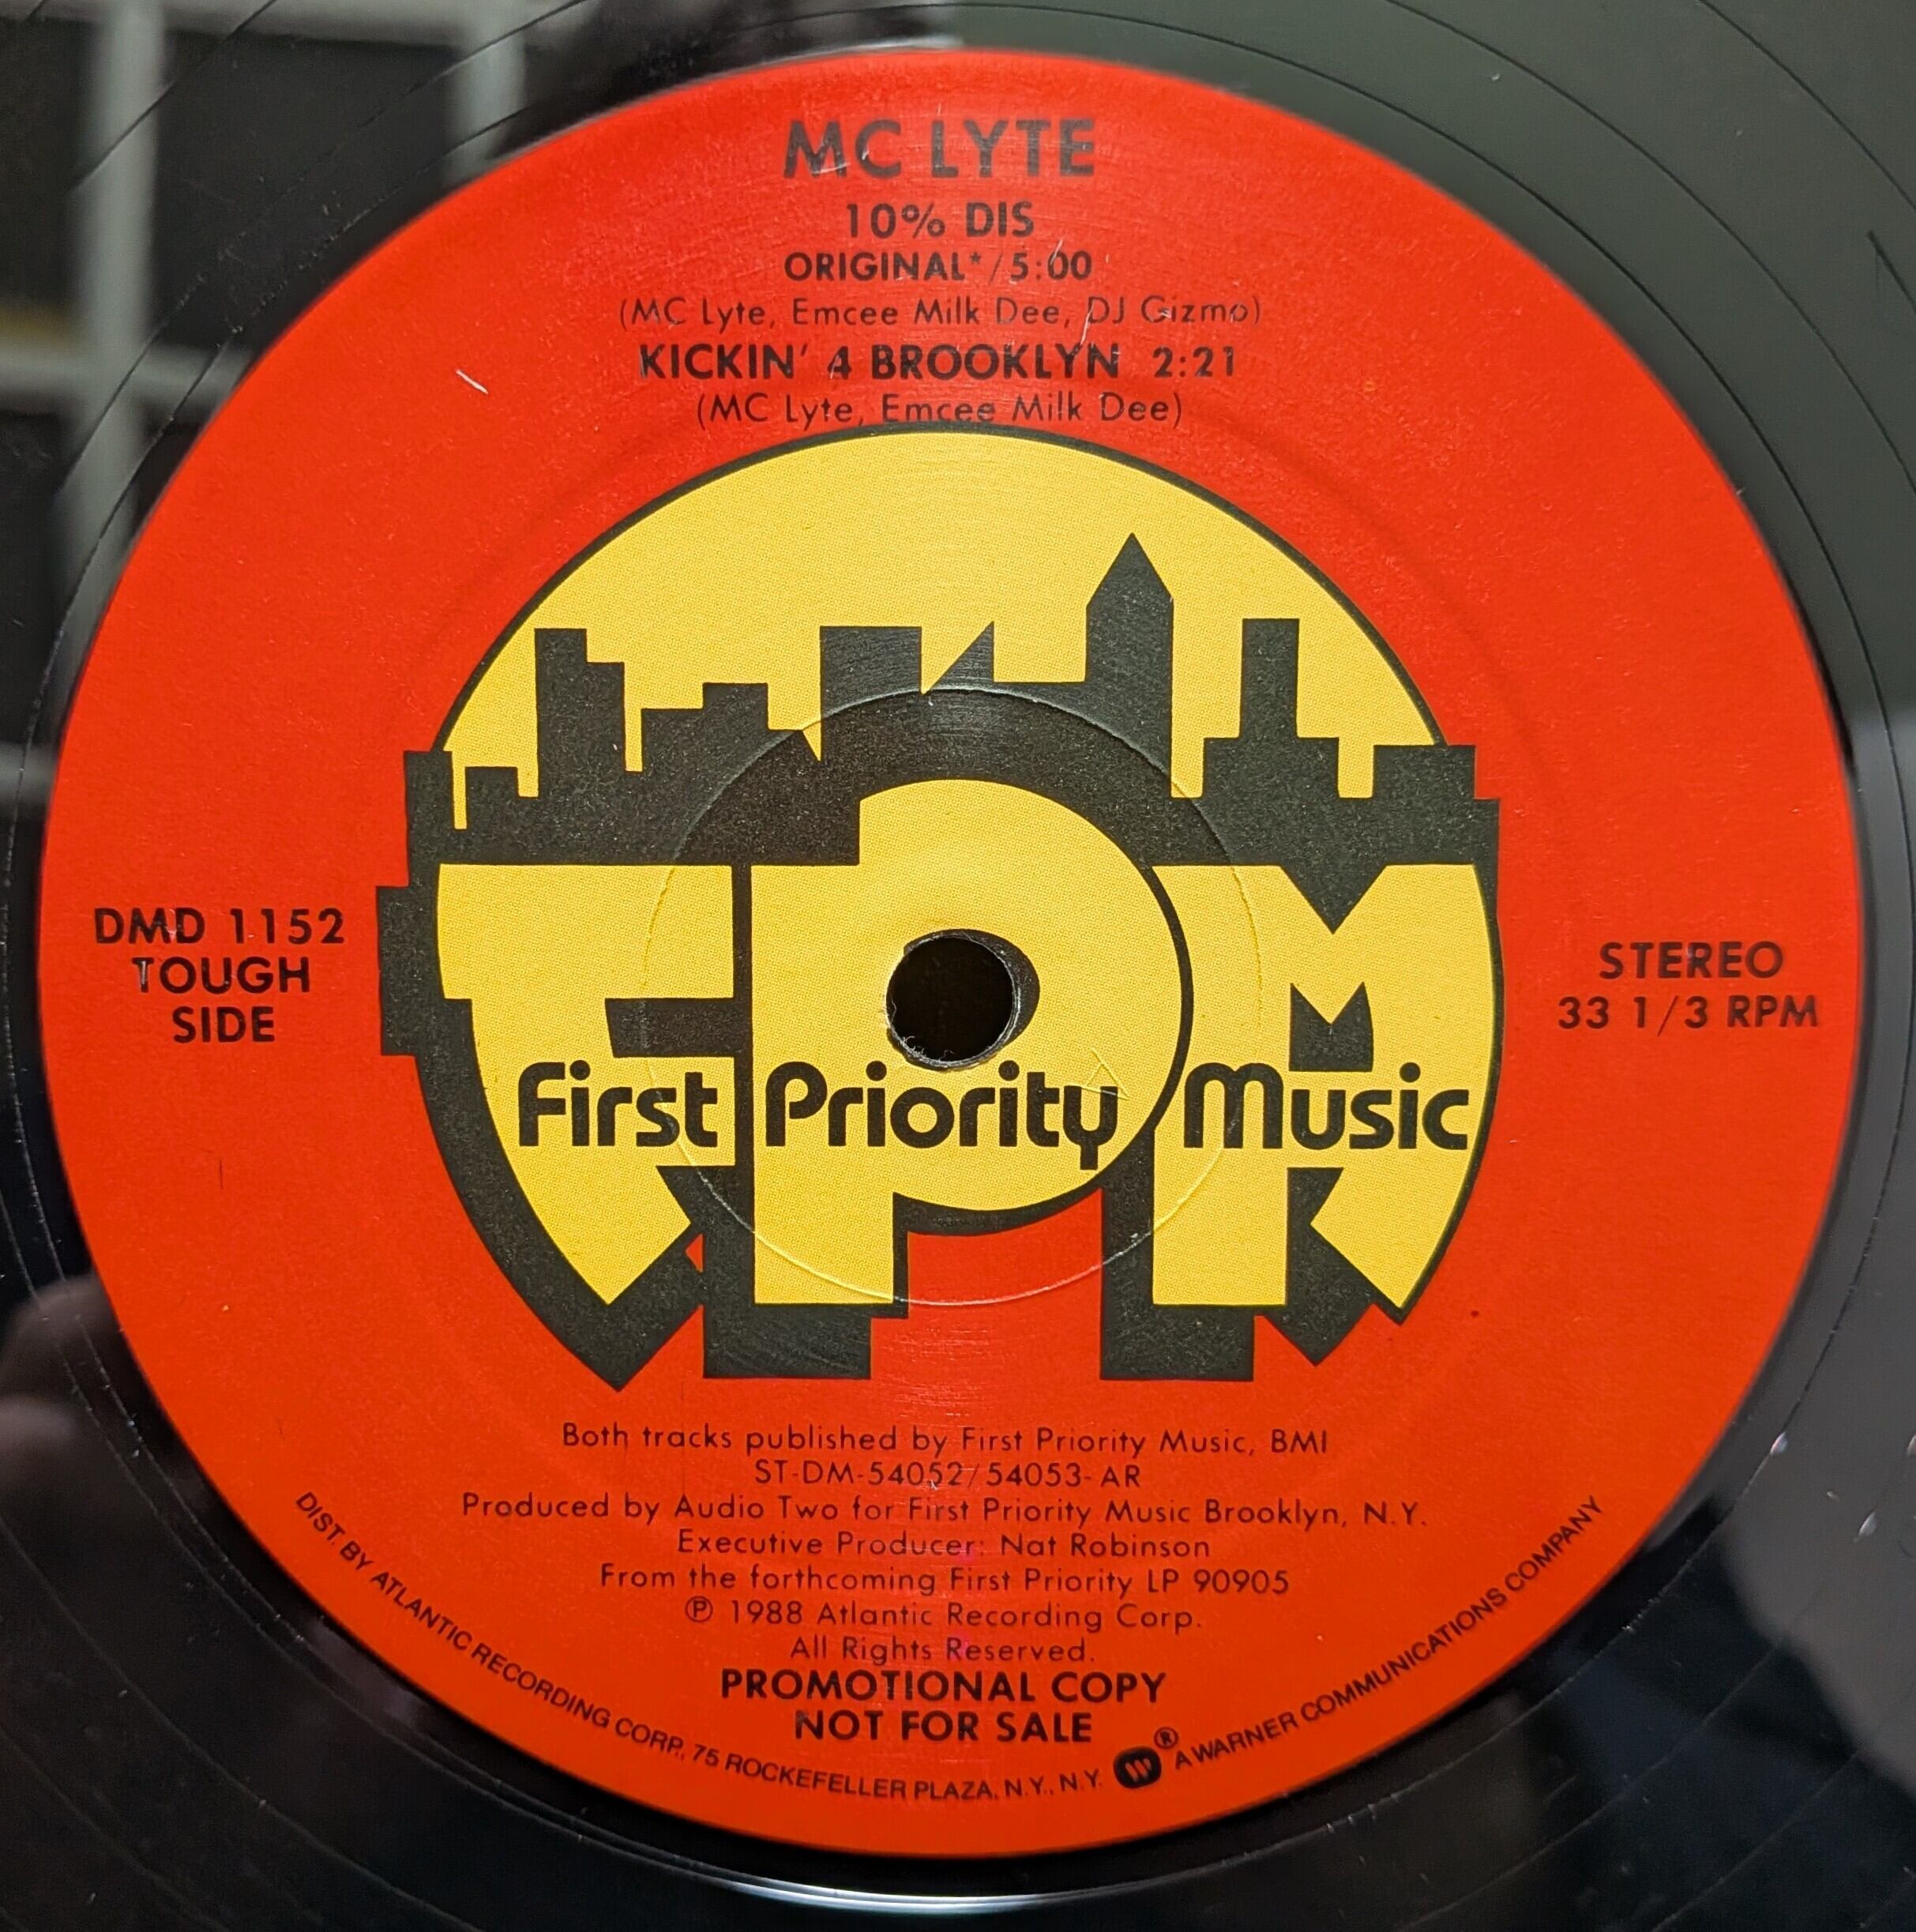 MC LYTE
10% DIS
ORIGINAL*/5:00
(MC Lyte, Emcee Milk Dee, DJ Gizmo)
KICKIN' 4 BROOKLYN 2:21
(MC Lyte, Emcee Milk Dee)
DMD 1152
TOUGH
SIDE
FPM
First Priority Music
STEREO
33 1/3 RPM
Both tracks published by First Priority Music, BMI
ST-DM-54052/54053-AR
Produced by Audio Two for First Priority Music Brooklyn, N.Y.
Executive Producer: Nat Robinson
From the forthcoming First Priority LP 90905
℗ 1988 Atlantic Recording Corp.
All Rights Reserved.
PROMOTIONAL COPY
NOT FOR SALE
DIST. BY ATLANTIC RECORDING CORP., 75 ROCKEFELLER PLAZA, N.Y., N.Y. ® A WARNER COMMUNICATIONS COMPANY